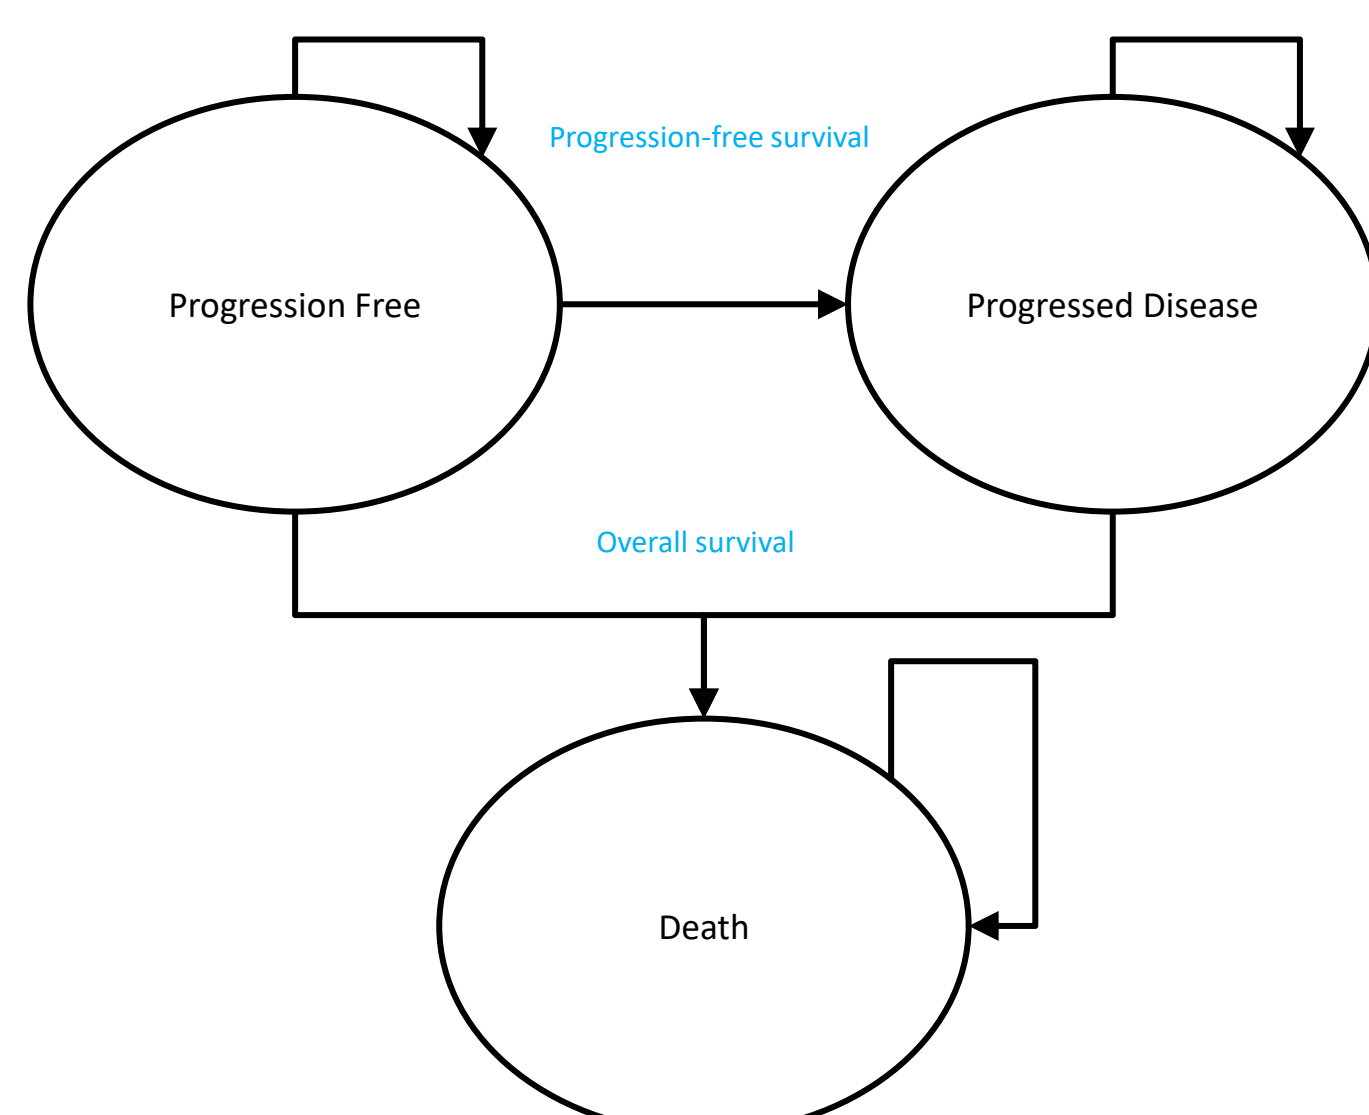 Progression-free survival
Progression Free
Progressed Disease
Overall survival
Death